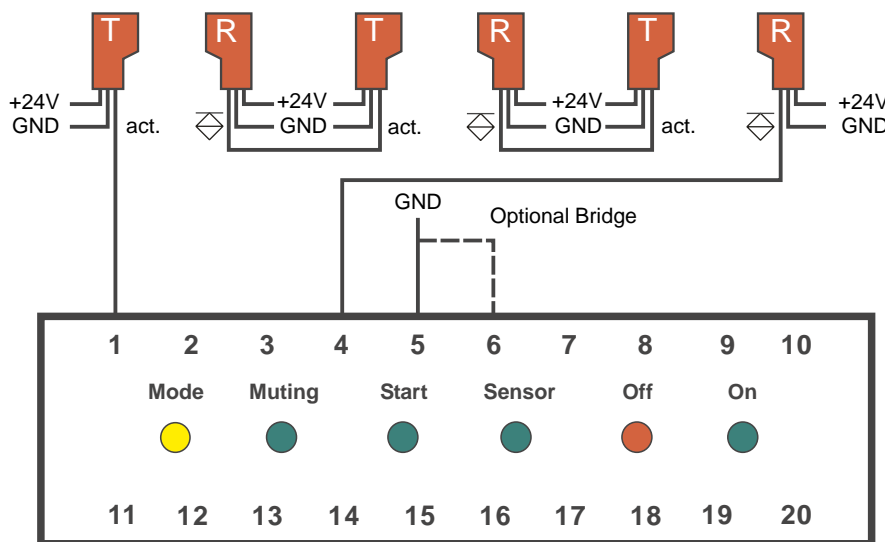 T R T R T R
+24V +24V +24V +24V
GND act. GND act. GND act. GND
GND
Optional Bridge
1 2 3 4 5 6 7 8 9 10
Mode Muting Start Sensor Off On
11 12 13 14 15 16 17 18 19 20